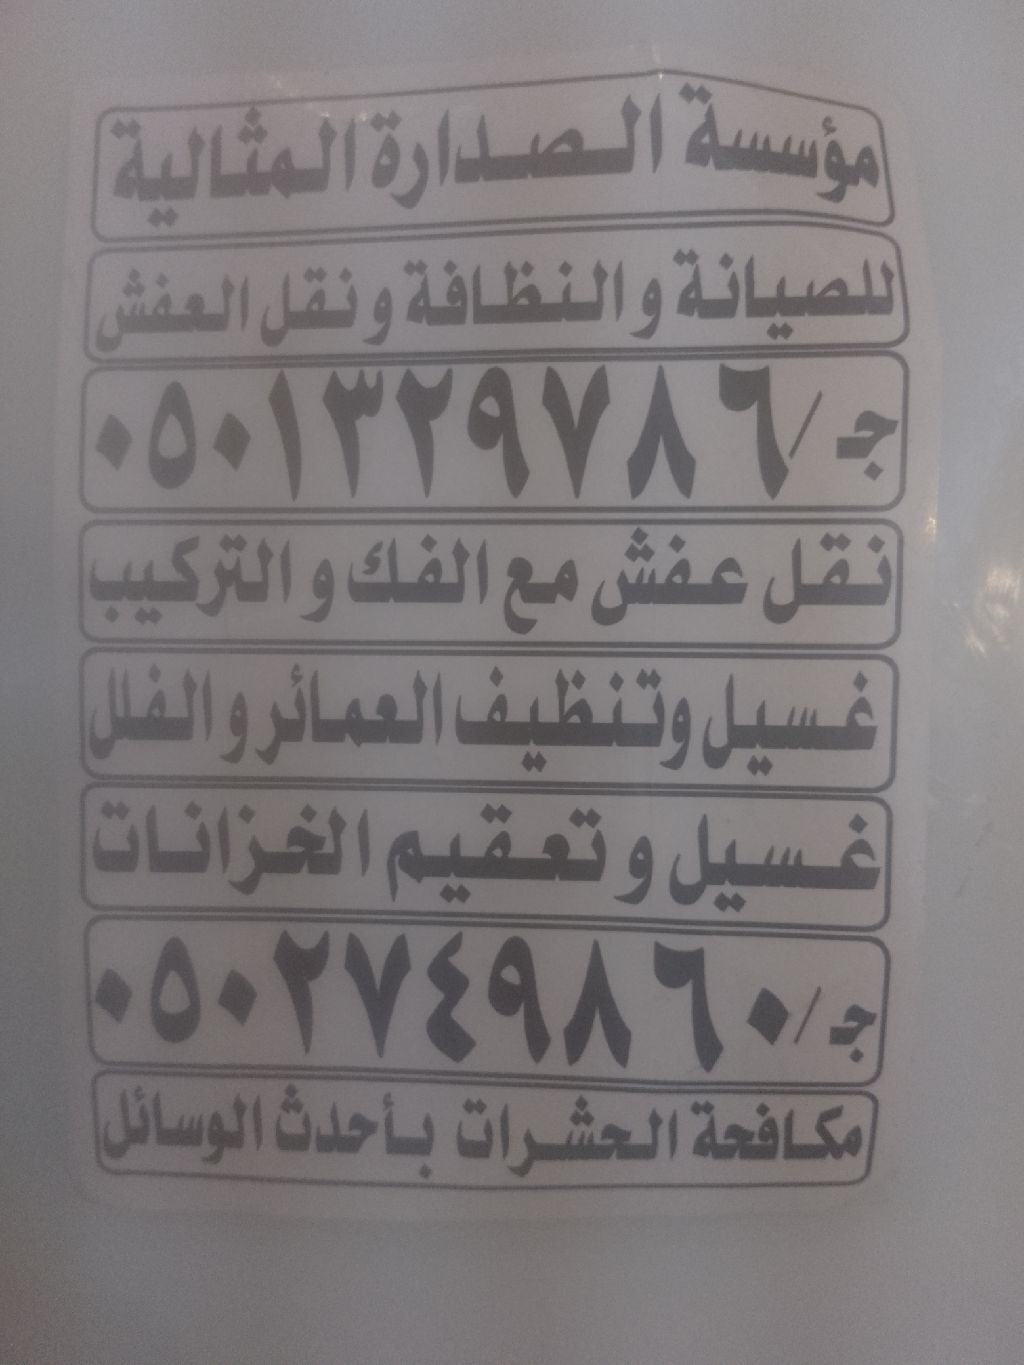 مؤسسة الصدارة المثالية
للصيانة و النظافة و نقل العفش
ج/ ٠٥٠١٣٢٩٧٨٦
نقل عفش مع الفك و التركيب
غسيل وتنظيف العمائر و الفلل
غسيل و تعقيم الخزانات
ج/ ٠٥٠٢٧٤٩٨٦٠
مكافحة الحشرات بأحدث الوسائل